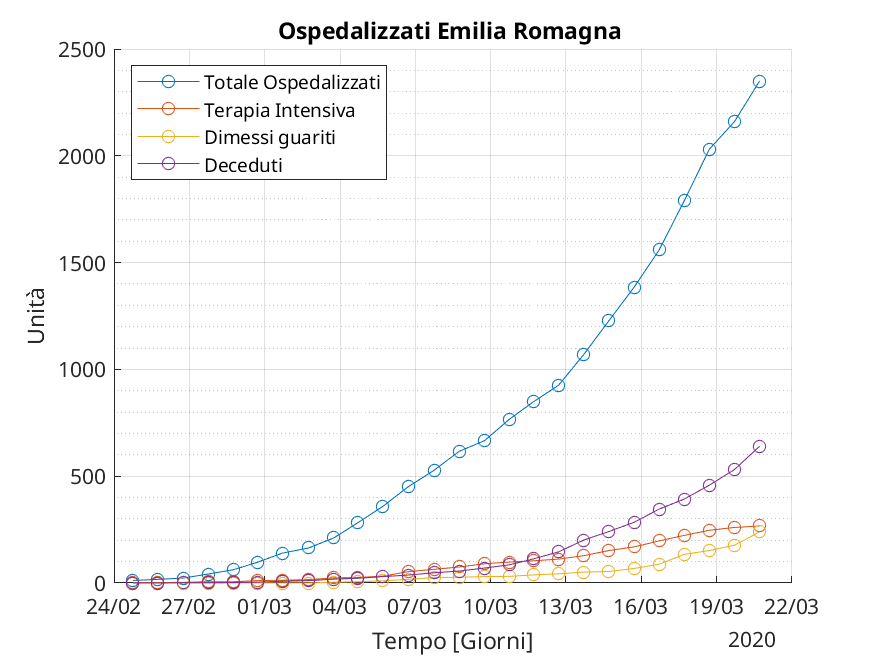 Ospedalizzati Emilia Romagna
2500
2000
1500
1000
500
0
Unità
Totale Ospedalizzati
Terapia Intensiva
Dimessi guariti
Deceduti
24/02 27/02 01/03 04/03 07/03 10/03 13/03 16/03 19/03 22/03
Tempo [Giorni]
2020